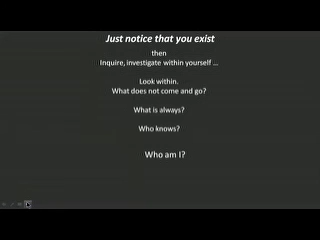 Just notice that you exist
then
Inquire, investigate within yourself ...
Look within.
What does not come and go?
What is always?
Who knows?
Who am I?